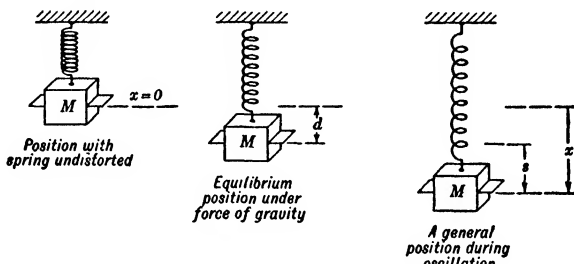 M
x=0
Position with
spring undistorted
M
d
Equilibrium
position under
force of gravity
M
s
x
A general
position during
oscillation